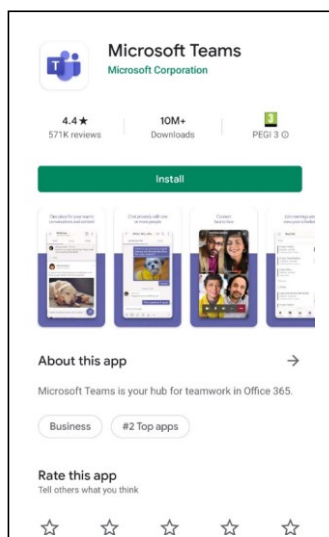 Microsoft Teams
Microsoft Corporation
4.4★
571K reviews
10M+
Downloads
3
PEGI 3
Install
About this app
Microsoft Teams is your hub for teamwork in Office 365.
Business
#2 Top apps
Rate this app
Tell others what you think